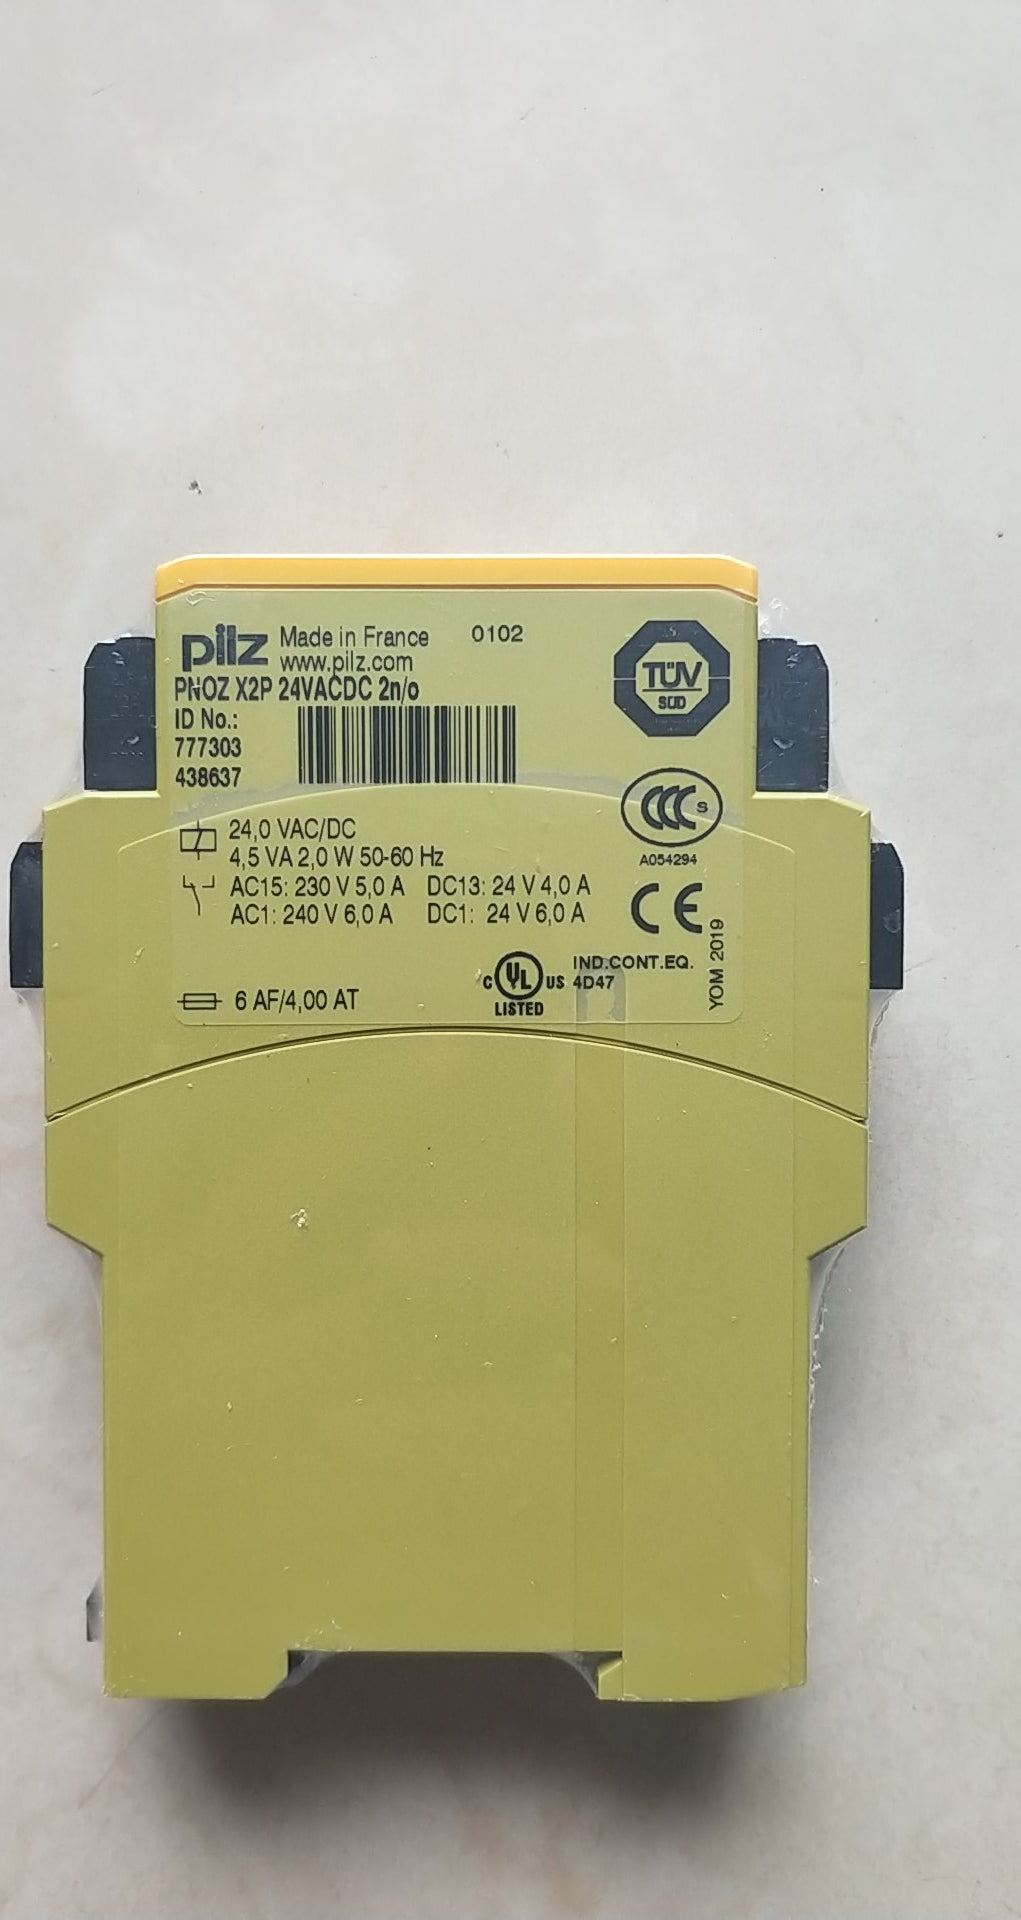 pilz Made in France 0102
www.pilz.com
PNOZ X2P 24VACDC 2n/o
ID No.:
777303
438637
TÜV
SÜD
CCC S
A054294
24,0 VAC/DC
4,5 VA 2,0 W 50-60 Hz
AC15: 230 V 5,0 A DC13: 24 V 4,0 A
AC1: 240 V 6,0 A DC1: 24 V 6,0 A
CE
YOM 2019
6 AF/4,00 AT
C UL US
LISTED
IND.CONT.EQ.
4D47